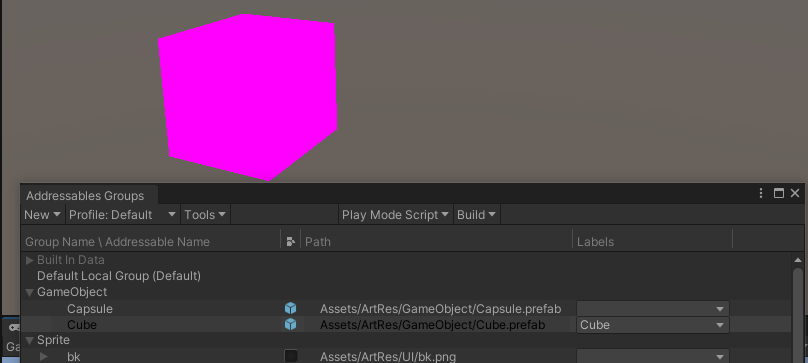 Addressables Groups
New Profile: Default Tools Play Mode Script Build
Group Name \ Addressable Name Path Labels
Built In Data
Default Local Group (Default)
GameObject
Capsule Assets/ArtRes/GameObject/Capsule.prefab
Cube Assets/ArtRes/GameObject/Cube.prefab Cube
Sprite
Ga
bk Assets/ArtRes/UI/bk.png